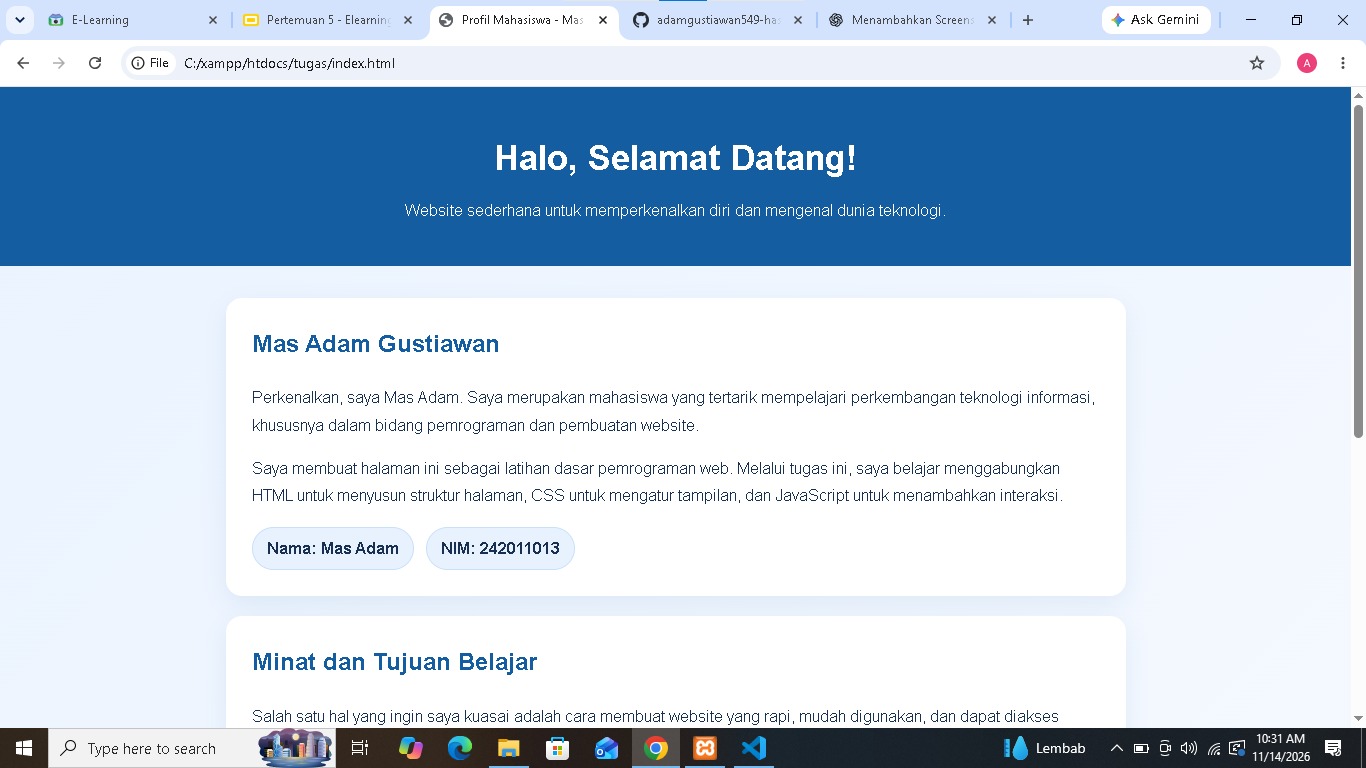 E-Learning
Pertemuan 5 - Elearning
Profil Mahasiswa - Mas
adamgustiawan549-has
Menambahkan Screens
Ask Gemini
File
C:/xampp/htdocs/tugas/index.html
A
Halo, Selamat Datang!
Website sederhana untuk memperkenalkan diri dan mengenal dunia teknologi.
Mas Adam Gustiawan
Perkenalkan, saya Mas Adam. Saya merupakan mahasiswa yang tertarik mempelajari perkembangan teknologi informasi,
khususnya dalam bidang pemrograman dan pembuatan website.
Saya membuat halaman ini sebagai latihan dasar pemrograman web. Melalui tugas ini, saya belajar menggabungkan
HTML untuk menyusun struktur halaman, CSS untuk mengatur tampilan, dan JavaScript untuk menambahkan interaksi.
Nama: Mas Adam
NIM: 242011013
Minat dan Tujuan Belajar
Salah satu hal yang ingin saya kuasai adalah cara membuat website yang rapi, mudah digunakan, dan dapat diakses
Type here to search
Lembab
10:31 AM
11/14/2026